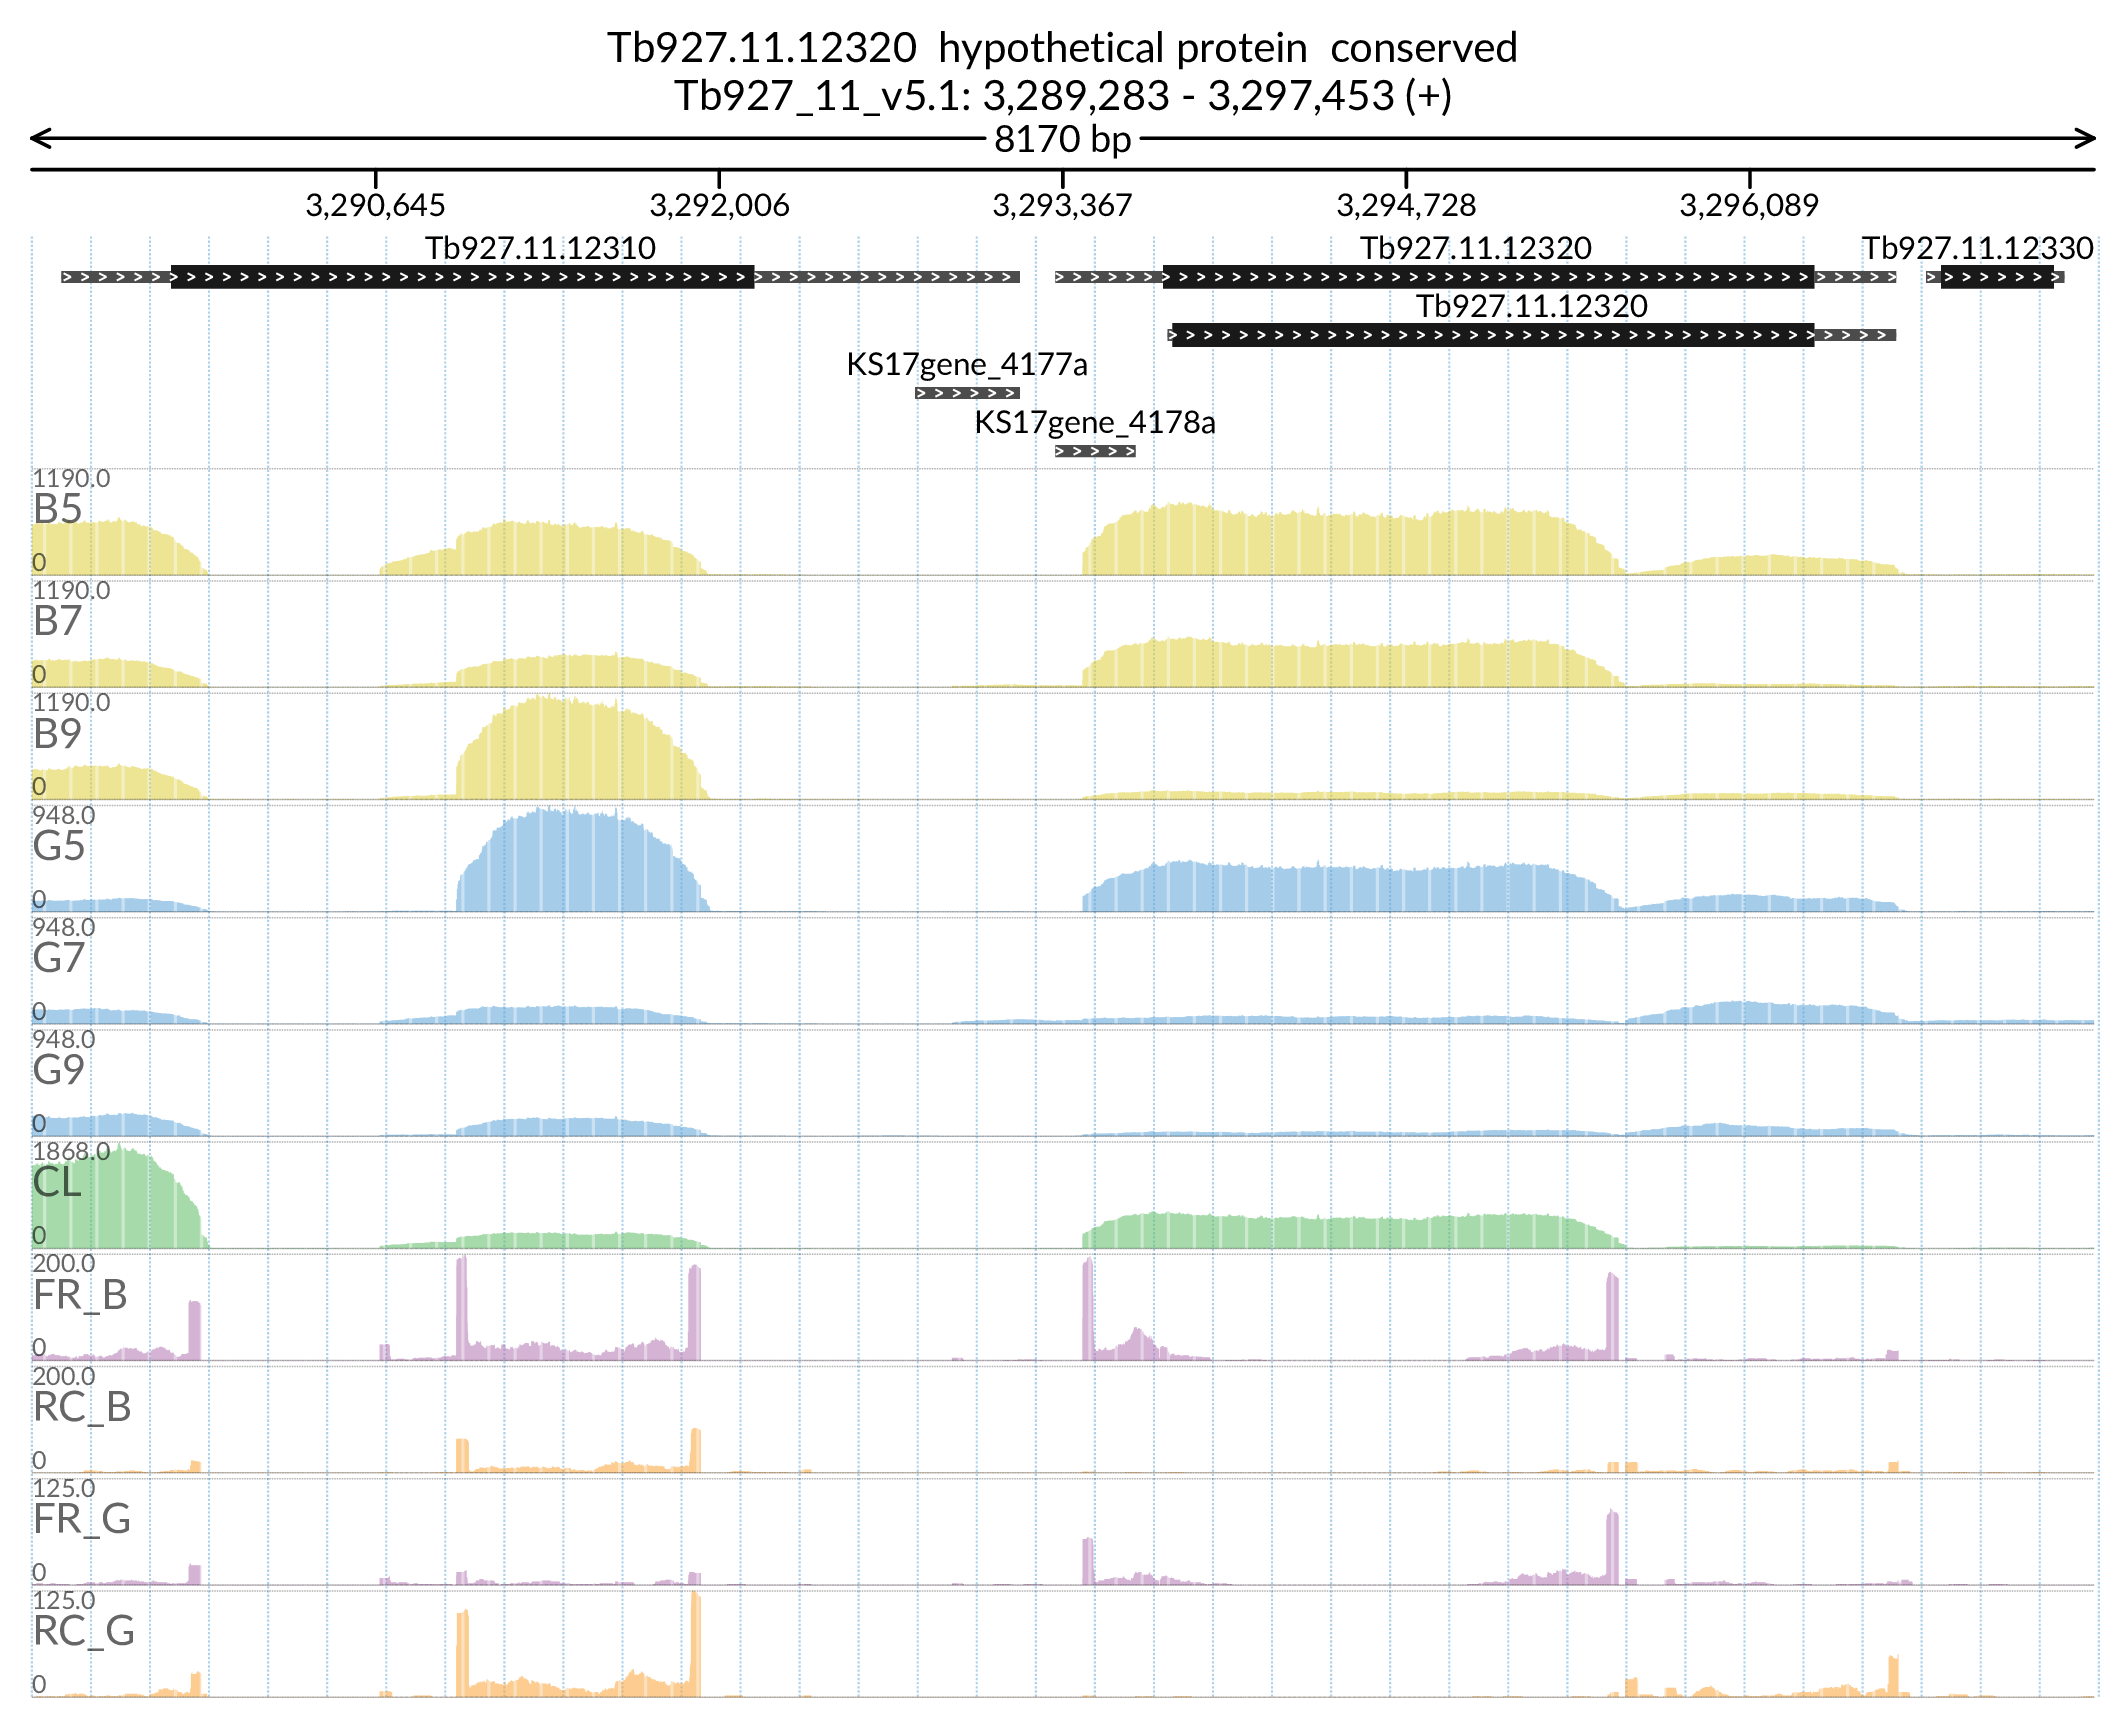 Tb927.11.12320  hypothetical protein  conserved
Tb927_11_v5.1: 3,289,283 - 3,297,453 (+)
8170 bp
3,290,645 3,292,006 3,293,367 3,294,728 3,296,089
Tb927.11.12310 Tb927.11.12320 Tb927.11.12330
Tb927.11.12320
KS17gene_4177a
KS17gene_4178a
1190.0
B5
0
1190.0
B7
0
1190.0
B9
0
948.0
G5
0
948.0
G7
0
948.0
G9
0
1868.0
CL
0
200.0
FR_B
0
200.0
RC_B
0
125.0
FR_G
0
125.0
RC_G
0